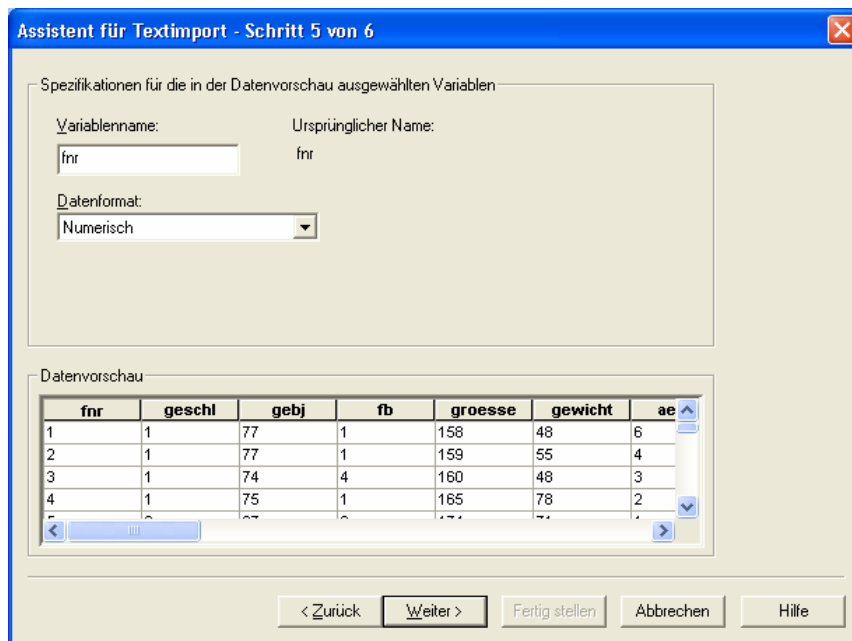 Assistent für Textimport - Schritt 5 von 6
Spezifikationen für die in der Datenvorschau ausgewählten Variablen
Variablenname: Ursprünglicher Name:
fnr fnr
Datenformat:
Numerisch
Datenvorschau
fnr geschl gebj fb groesse gewicht ae
1 1 77 1 158 48 6
2 1 77 1 159 55 4
3 1 74 4 160 48 3
4 1 75 1 165 78 2
< Zurück Weiter > Fertig stellen Abbrechen Hilfe